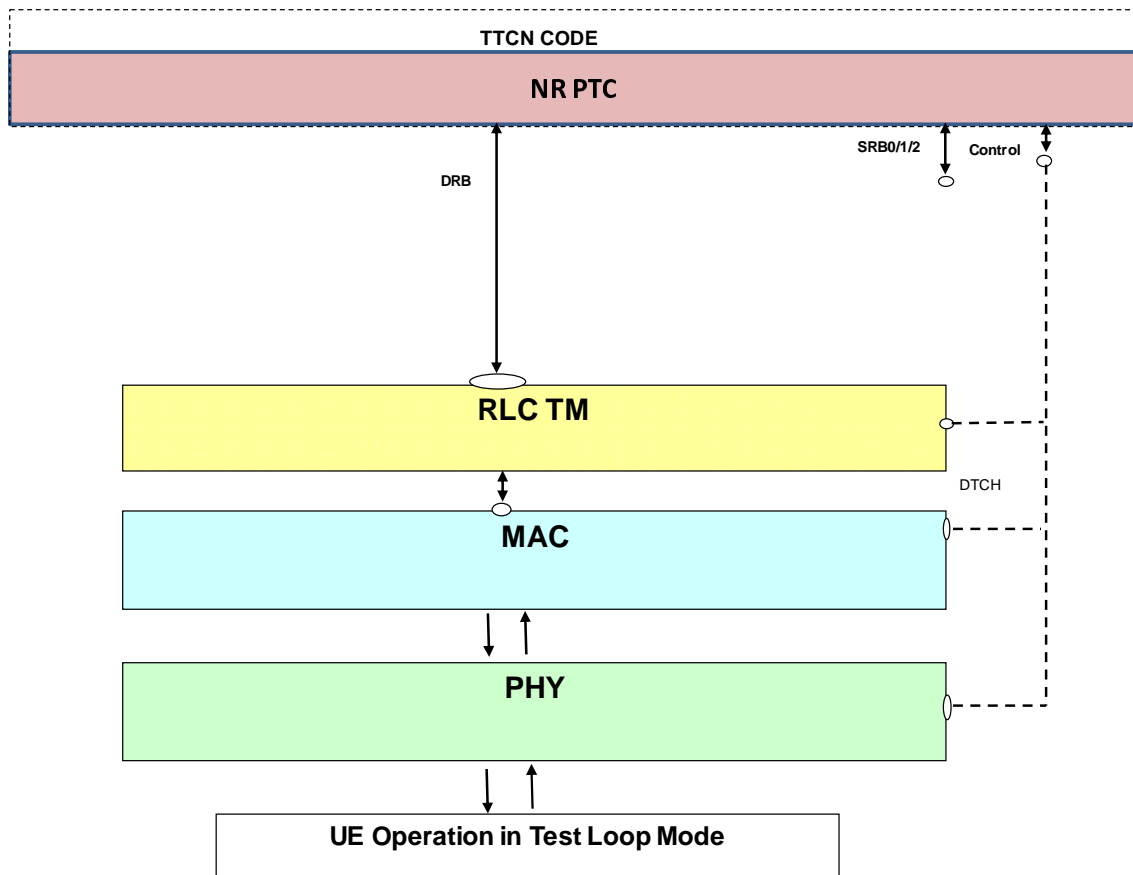 TTCN CODE
NR PTC
SRB0/1/2
Control
DRB
RLC TM
DTCH
MAC
PHY
UE Operation in Test Loop Mode